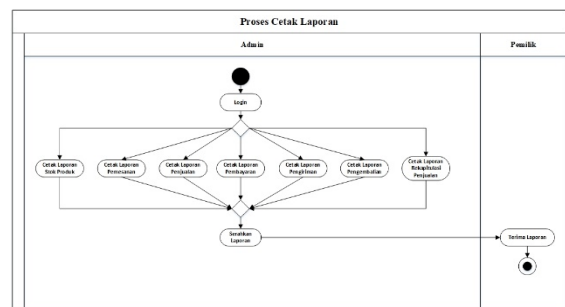 Proses Cetak Laporan
Admin
Pemilik
Login
Cetak Laporan
Stok Produk
Cetak Laporan
Pemesanan
Cetak Laporan
Penjualan
Cetak Laporan
Pembayaran
Cetak Laporan
Pengiriman
Cetak Laporan
Pengembalian
Cetak Laporan
Rekapitulasi
Penjualan
Serahkan
Laporan
Terima Laporan